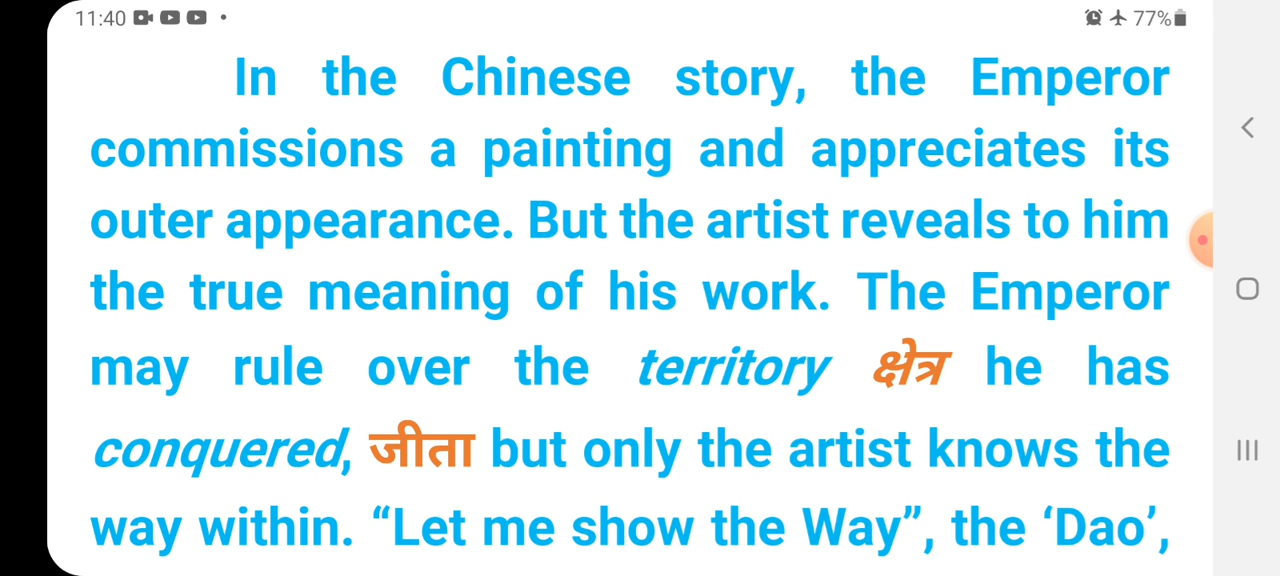 11:40
77%
In the Chinese story, the Emperor
commissions a painting and appreciates its
outer appearance. But the artist reveals to him
the true meaning of his work. The Emperor
may rule over the territory क्षेत्र he has
conquered, जीता but only the artist knows the
way within. “Let me show the Way”, the ‘Dao’,